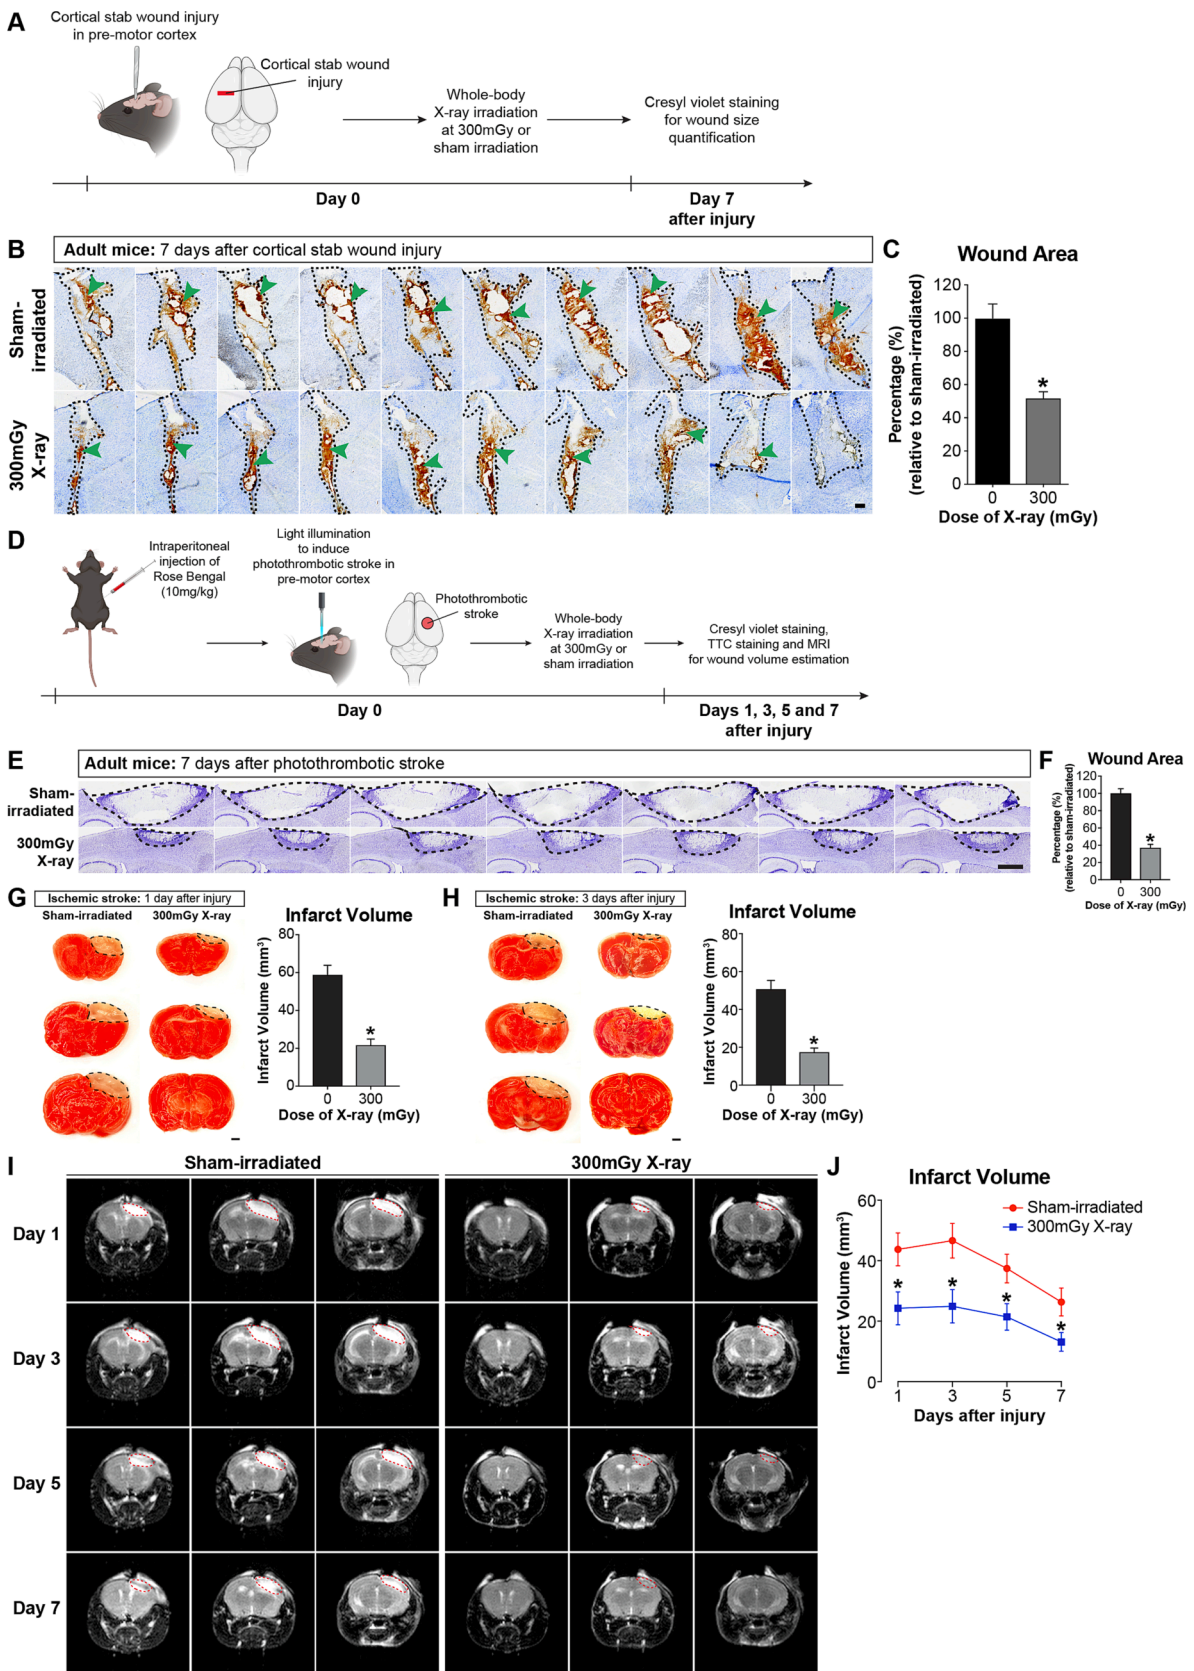 A
Cortical stab wound injury
in pre-motor cortex
Cortical stab wound
injury
Whole-body
X-ray irradiation
at 300mGy or
sham irradiation
Cresyl violet staining
for wound size
quantification
Day 0
Day 7
after injury
B
Adult mice: 7 days after cortical stab wound injury
Sham-
irradiated
300mGy
X-ray
C
Wound Area
Percentage (%)
(relative to sham-irradiated)
120
100
80
60
40
20
0
*
0
300
Dose of X-ray (mGy)
D
Intraperitoneal
injection of
Rose Bengal
(10mg/kg)
Light illumination
to induce
photothrombotic stroke in
pre-motor cortex
Photothrombotic
stroke
Whole-body
X-ray irradiation
at 300mGy or
sham irradiation
Cresyl violet staining,
TTC staining and MRI
for wound volume estimation
Day 0
Days 1, 3, 5 and 7
after injury
E
Adult mice: 7 days after photothrombotic stroke
Sham-
irradiated
300mGy
X-ray
F
Wound Area
Percentage (%)
(relative to sham-irradiated)
120
100
80
60
40
20
0
*
0
300
Dose of X-ray (mGy)
G
Ischemic stroke: 1 day after injury
Sham-irradiated
300mGy X-ray
Infarct Volume
Infarct Volume (mm³)
80
60
40
20
0
*
0
300
Dose of X-ray (mGy)
H
Ischemic stroke: 3 days after injury
Sham-irradiated
300mGy X-ray
Infarct Volume
Infarct Volume (mm³)
80
60
40
20
0
*
0
300
Dose of X-ray (mGy)
I
Sham-irradiated
300mGy X-ray
Day 1
Day 3
Day 5
Day 7
J
Infarct Volume
Infarct Volume (mm³)
60
40
20
0
Sham-irradiated
300mGy X-ray
*
*
*
*
1
3
5
7
Days after injury